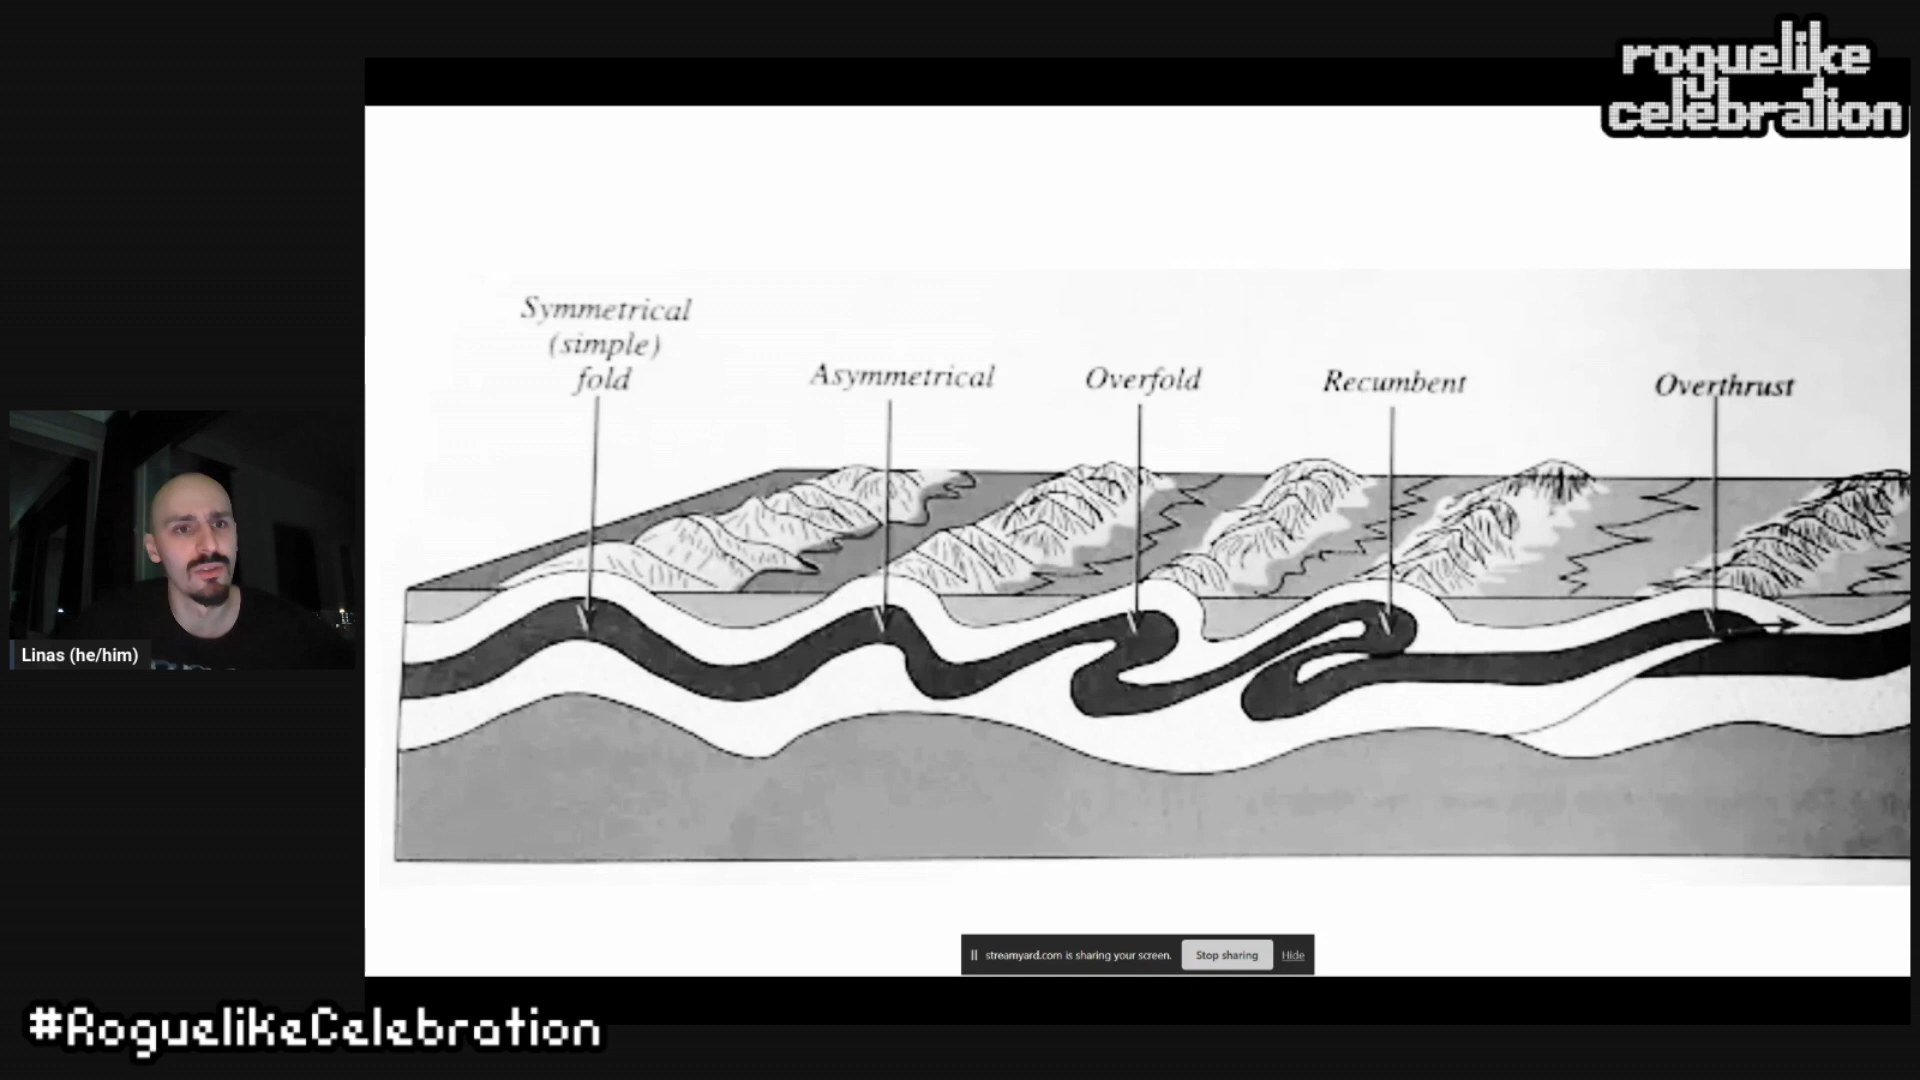 roguelike
celebration
Symmetrical
(simple)
fold
Asymmetrical
Overfold
Recumbent
Overthrust
Linas (he/him)
streamyard.com is sharing your screen.
Stop sharing
Hide
#RoguelikeCelebration